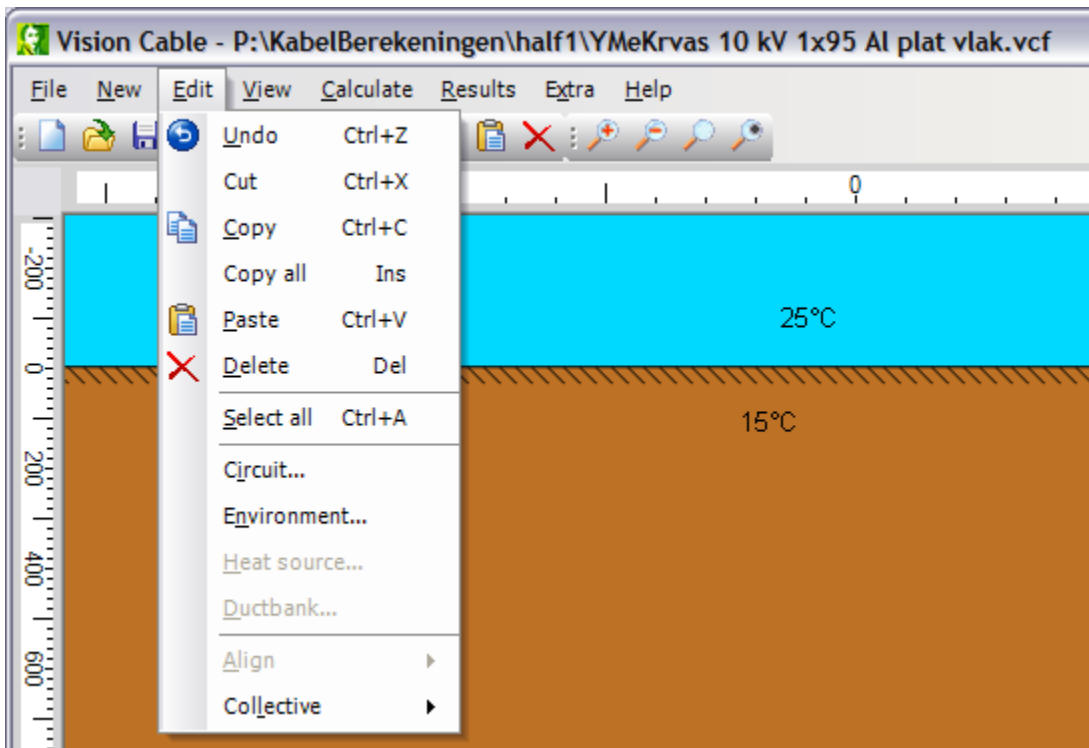 Vision Cable - P:\KabelBerekeningen\half1\YMeKrvas 10 kV 1x95 Al plat vlak.vcf
File New Edit View Calculate Results Extra Help
Undo Ctrl+Z
Cut Ctrl+X
Copy Ctrl+C
Copy all Ins
Paste Ctrl+V
Delete Del
Select all Ctrl+A
Circuit...
Environment...
Heat source...
Ductbank...
Align
Collective
0
-200
0
200
400
600
25°C
15°C